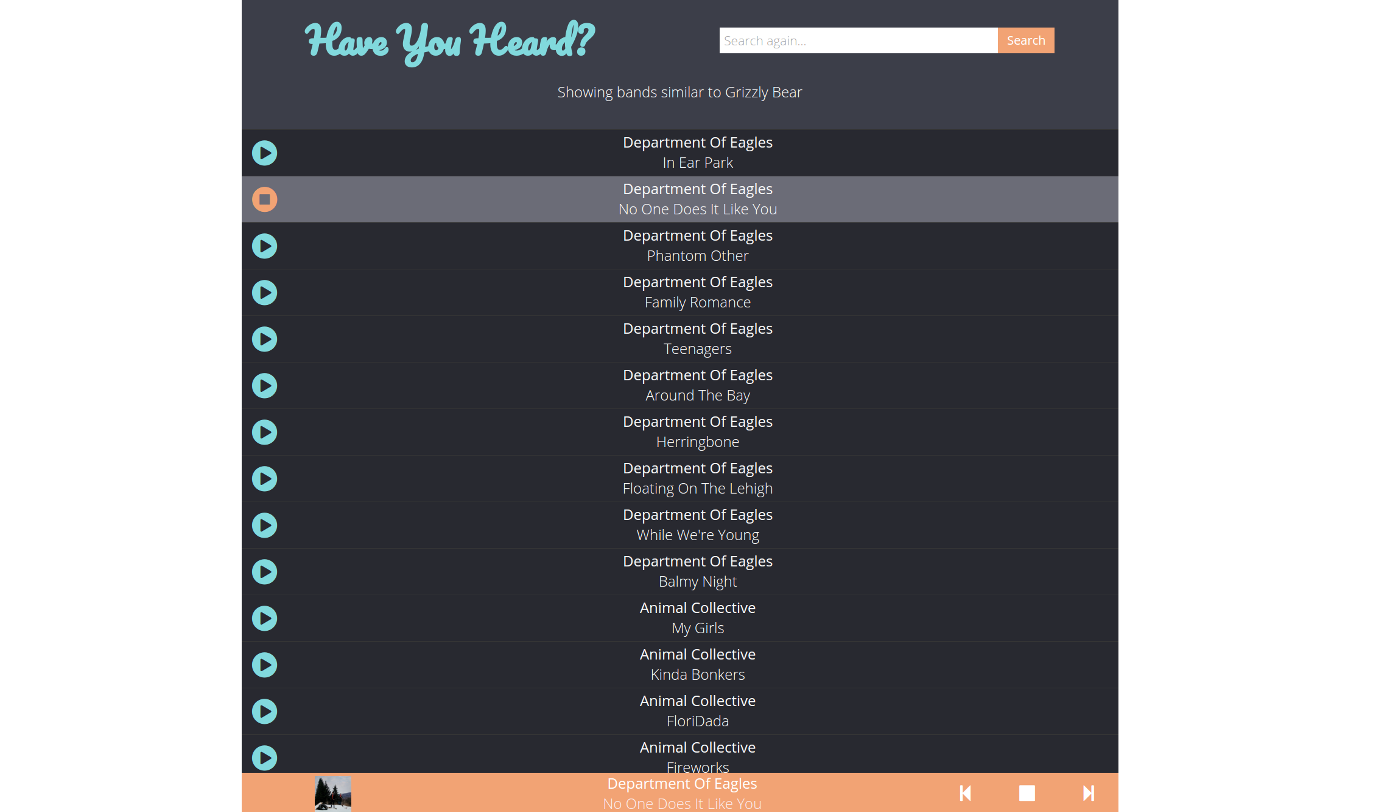 Have You Heard?
Search again...
Search
Showing bands similar to Grizzly Bear
Department Of Eagles
In Ear Park
Department Of Eagles
No One Does It Like You
Department Of Eagles
Phantom Other
Department Of Eagles
Family Romance
Department Of Eagles
Teenagers
Department Of Eagles
Around The Bay
Department Of Eagles
Herringbone
Department Of Eagles
Floating On The Lehigh
Department Of Eagles
While We're Young
Department Of Eagles
Balmy Night
Animal Collective
My Girls
Animal Collective
Kinda Bonkers
Animal Collective
FloriDada
Animal Collective
Fireworks
Department Of Eagles
No One Does It Like You